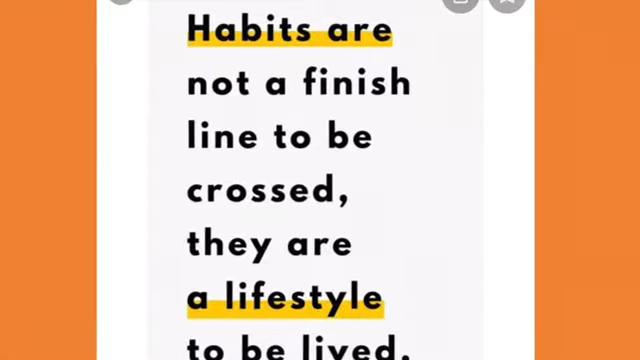 Habits are
not a finish
line to be
crossed,
they are
a lifestyle
to be lived.